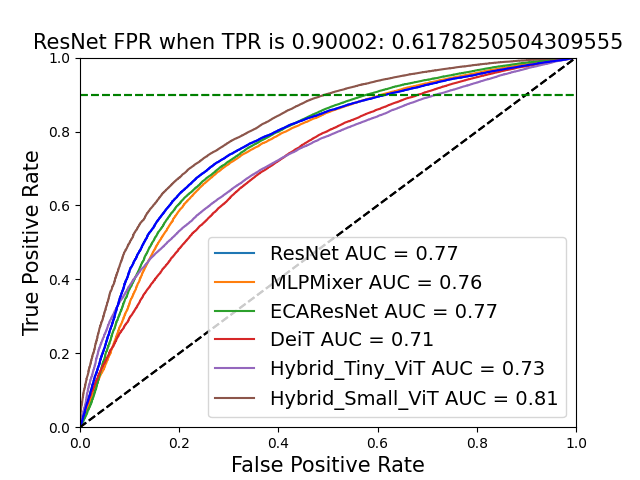 ResNet FPR when TPR is 0.90002: 0.6178250504309555
True Positive Rate
1.0
0.8
0.6
0.4
0.2
0.0
ResNet AUC = 0.77
MLPMixer AUC = 0.76
ECAResNet AUC = 0.77
DeiT AUC = 0.71
Hybrid_Tiny_ViT AUC = 0.73
Hybrid_Small_ViT AUC = 0.81
0.0 0.2 0.4 0.6 0.8 1.0
False Positive Rate